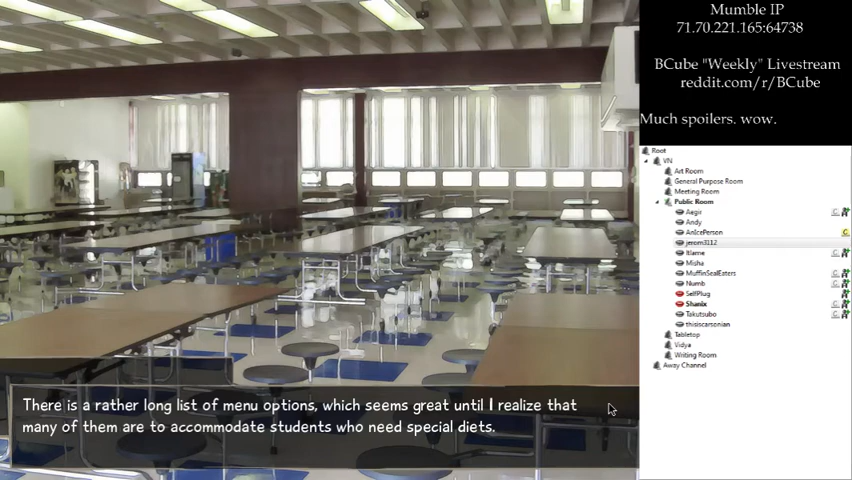 Mumble IP
71.70.221.165:64738
BCube "Weekly" Livestream
reddit.com/r/BCube
Much spoilers. wow.
Root
VN
Art Room
General Purpose Room
Meeting Room
Public Room
Aegir
Andy
AnIcePerson
jerom3112
Itlame
Misha
MuffinSealEaters
Numb
SelfPlug
Shanix
Takutsubo
thisiscarsonian
Tabletop
Vidya
Writing Room
Away Channel
There is a rather long list of menu options, which seems great until I realize that
many of them are to accommodate students who need special diets.